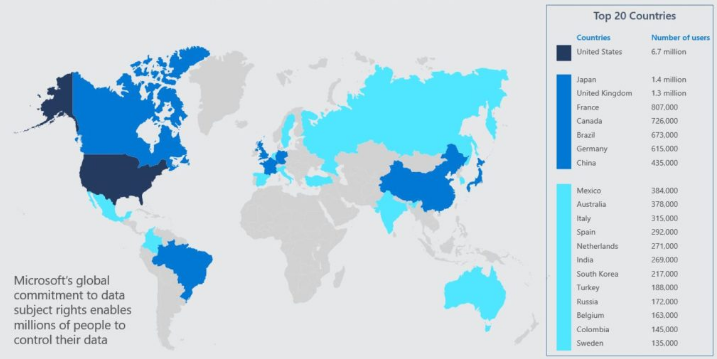 Top 20 Countries
Countries Number of users
United States 6.7 million
Japan 1.4 million
United Kingdom 1.3 million
France 807.000
Canada 726.000
Brazil 673.000
Germany 615.000
China 435.000
Mexico 384.000
Australia 378.000
Italy 315.000
Spain 292.000
Netherlands 271.000
India 269.000
South Korea 217.000
Turkey 188.000
Russia 172.000
Belgium 163.000
Colombia 145.000
Sweden 135.000
Microsoft's global
commitment to data
subject rights enables
millions of people to
control their data